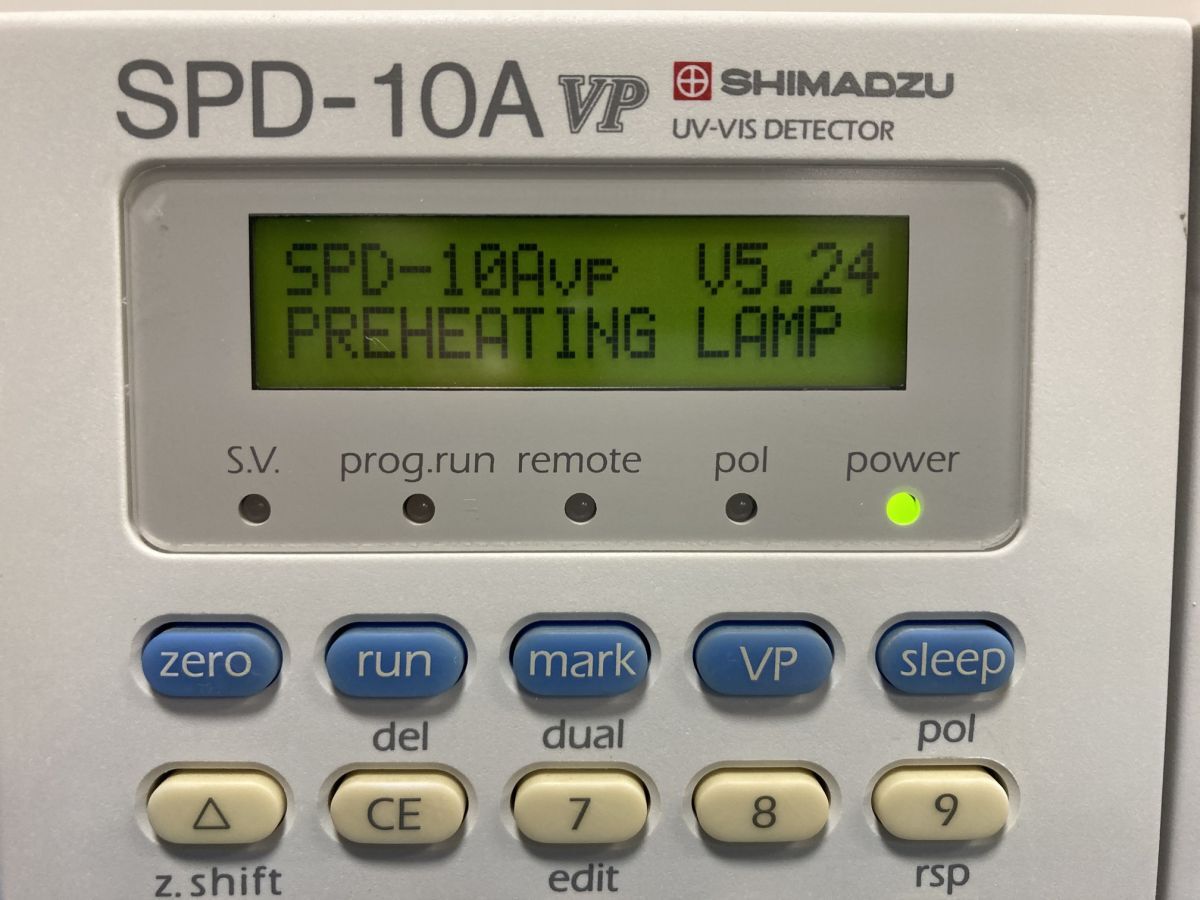 SPD-10A VP SHIMADZU
UV-VIS DETECTOR
SPD-10Avp V5.24
PREHEATING LAMP
S.V. prog.run remote pol power
zero run mark VP sleep
del dual pol
△ CE 7 8 9
z.shift edit rsp